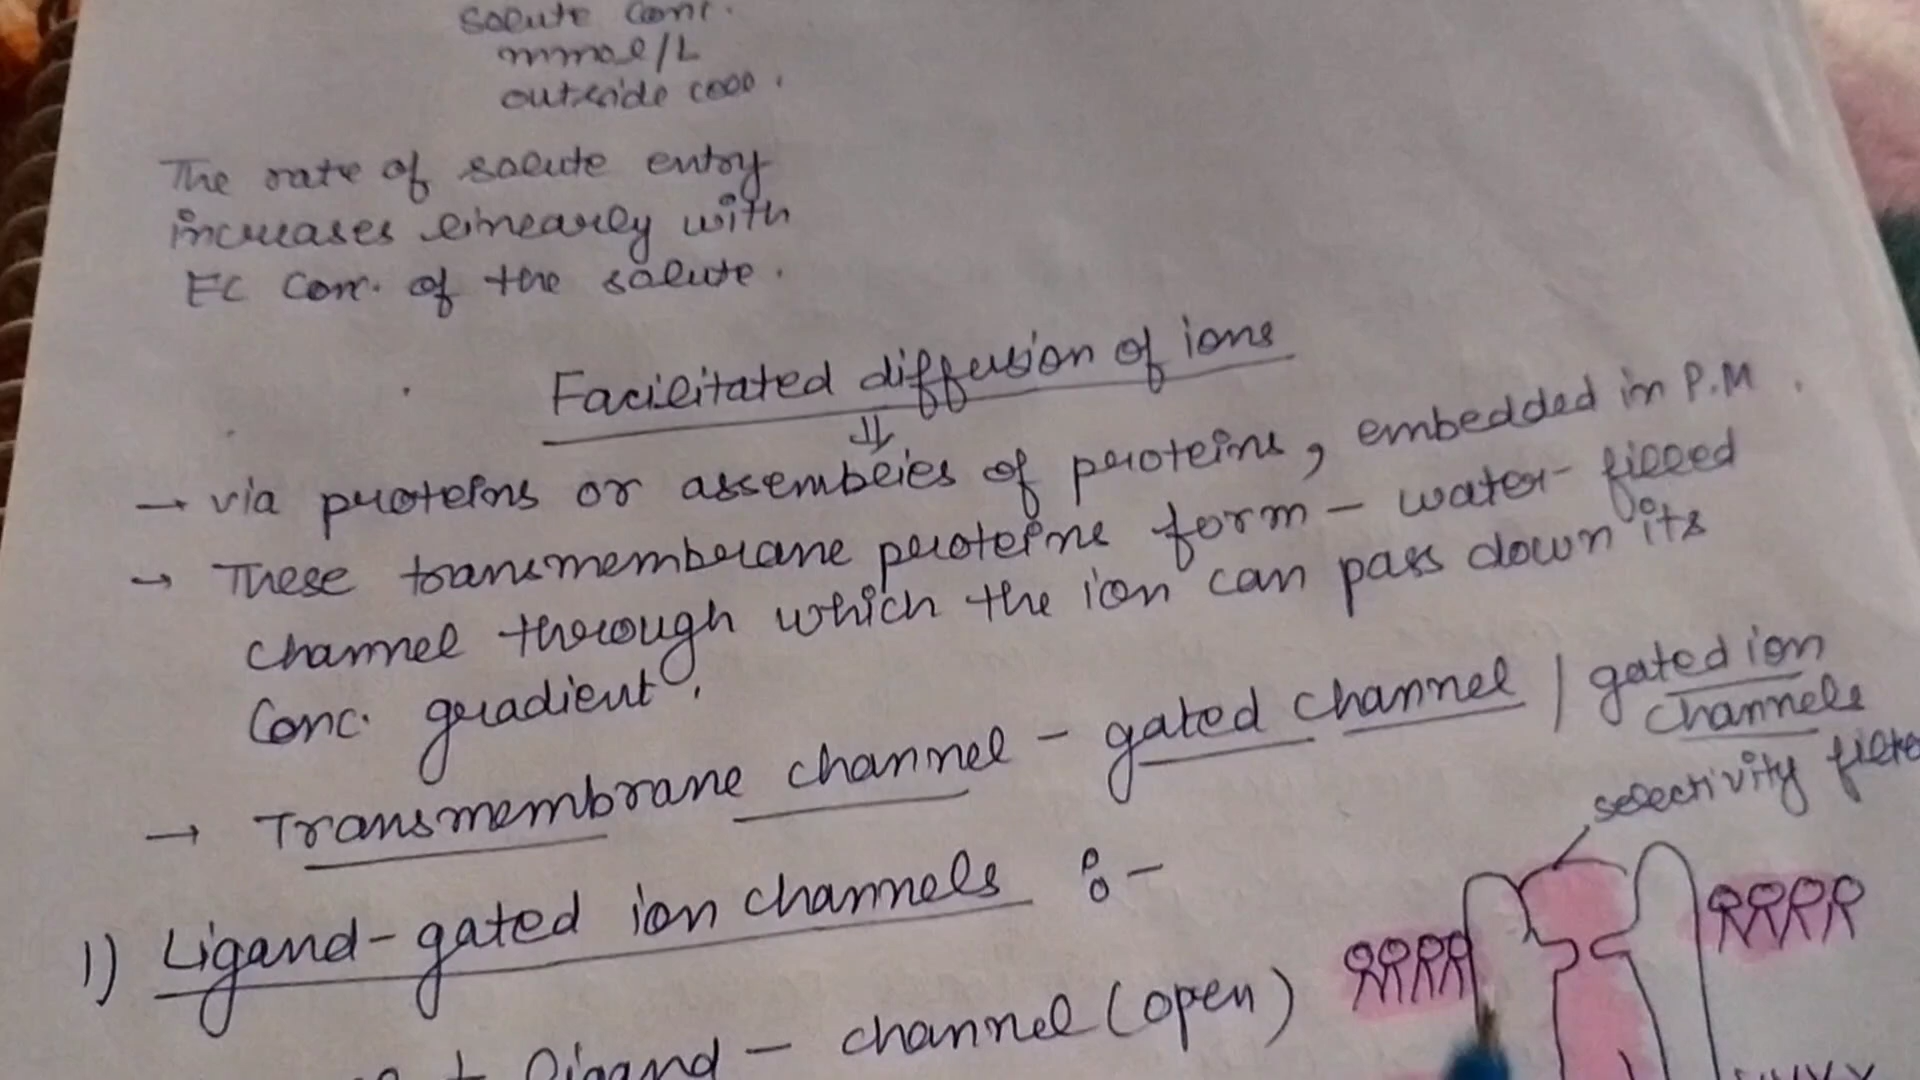 solute conc.
mmol/L
outside
The rate of solute entry
increases linearly with
EC conc. of the solute.
Facilitated diffusion of ions
→ via proteins or assemblies of proteins, embedded in P.M.
→ These transmembrane proteins form - water-filled
channel through which the ion can pass down its
conc. gradient.
→ Transmembrane channel - gated channel / gated ion
channels
selectivity
1) Ligand-gated ion channels :-
+ ligand - channel (open)